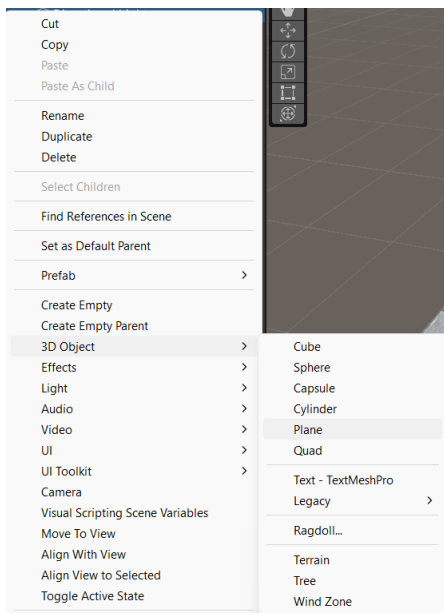 Cut
Copy
Paste
Paste As Child
Rename
Duplicate
Delete
Select Children
Find References in Scene
Set as Default Parent
Prefab
Create Empty
Create Empty Parent
3D Object
Effects
Light
Audio
Video
UI
UI Toolkit
Camera
Visual Scripting Scene Variables
Move To View
Align With View
Align View to Selected
Toggle Active State
Cube
Sphere
Capsule
Cylinder
Plane
Quad
Text - TextMeshPro
Legacy
Ragdoll...
Terrain
Tree
Wind Zone